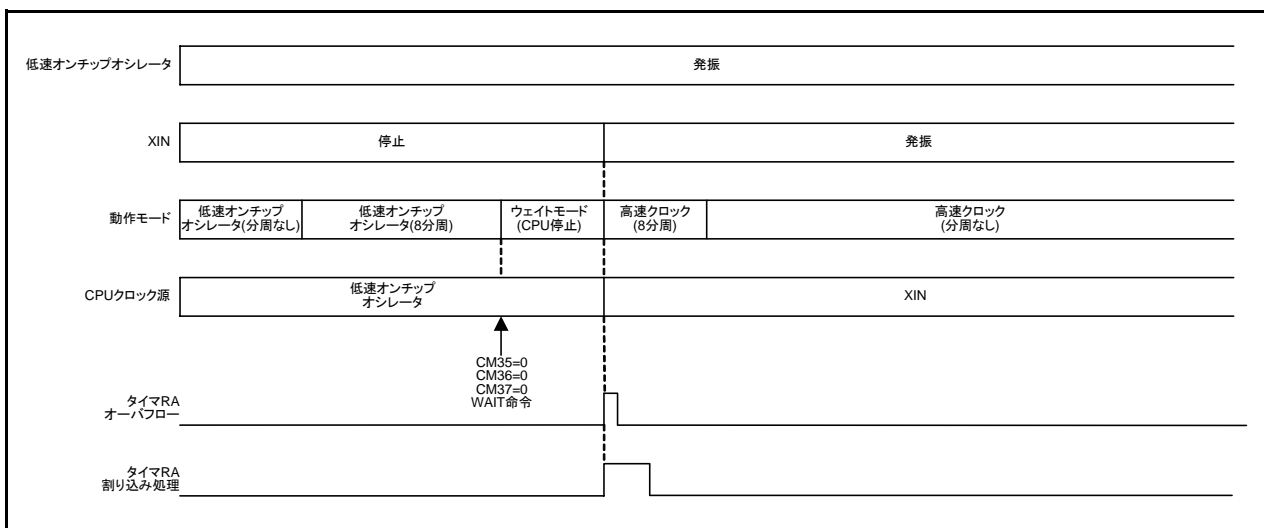 低速オンチップオシレータ
発振
XIN
停止
発振
動作モード
低速オンチップ
オシレータ(分周なし)
低速オンチップ
オシレータ(8分周)
ウェイトモード
(CPU停止)
高速クロック
(8分周)
高速クロック
(分周なし)
CPUクロック源
低速オンチップ
オシレータ
XIN
CM35=0
CM36=0
CM37=0
WAIT命令
タイマRA
オーバフロー
タイマRA
割り込み処理